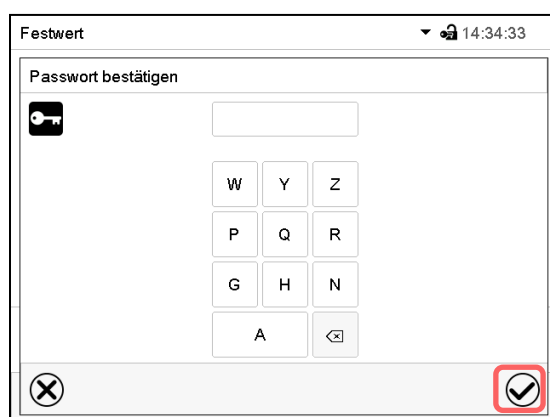 Festwert 14:34:33
Passwort bestätigen
W Y Z
P Q R
G H N
A